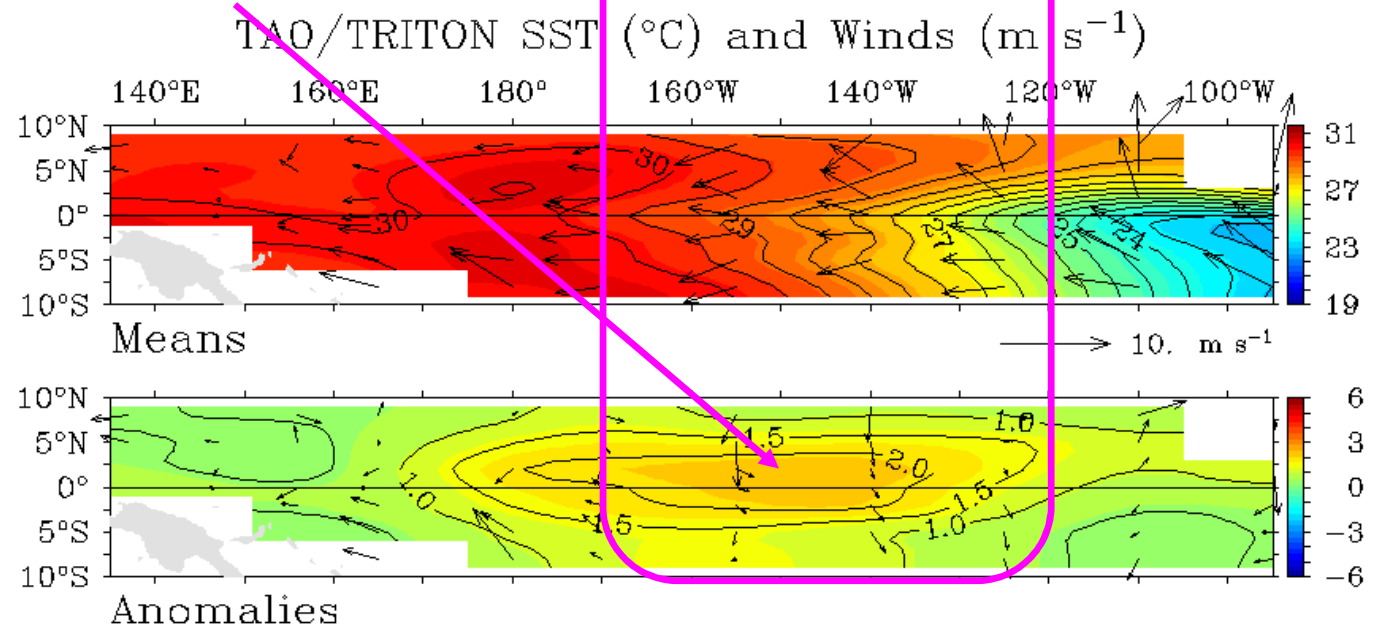 TAO/TRITON SST (°C) and Winds (m s⁻¹)
140°E 160°E 180° 160°W 140°W 120°W 100°W
10°N
5°N
0°
5°S
10°S
30
30
29
27
25
24
31
27
23
19
Means
10. m s⁻¹
10°N
5°N
0°
5°S
10°S
1.0
1.5
2.0
1.0
1.5
1.5
1.0
6
3
0
−3
−6
Anomalies